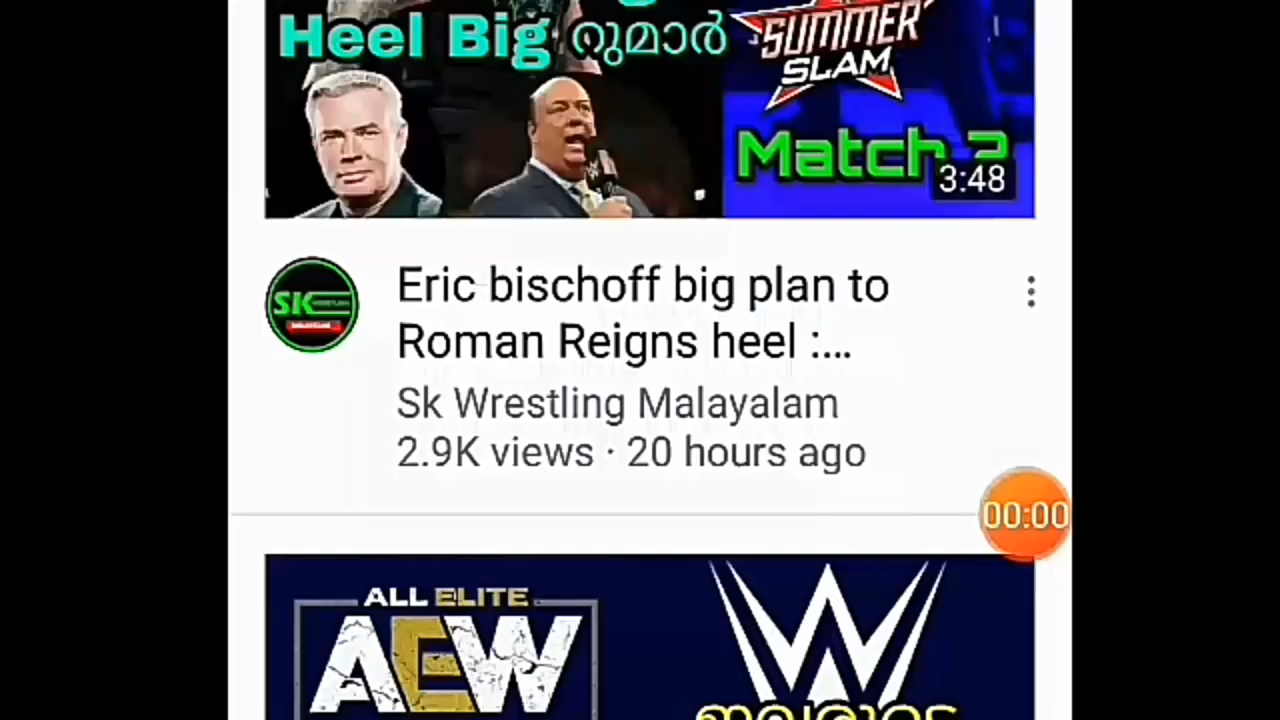 Heel Big റുമാർ
SUMMER
SLAM
Match ?
3:48
SK
Eric bischoff big plan to
Roman Reigns heel :...
Sk Wrestling Malayalam
2.9K views · 20 hours ago
00:00
ALL ELITE
AEW
W